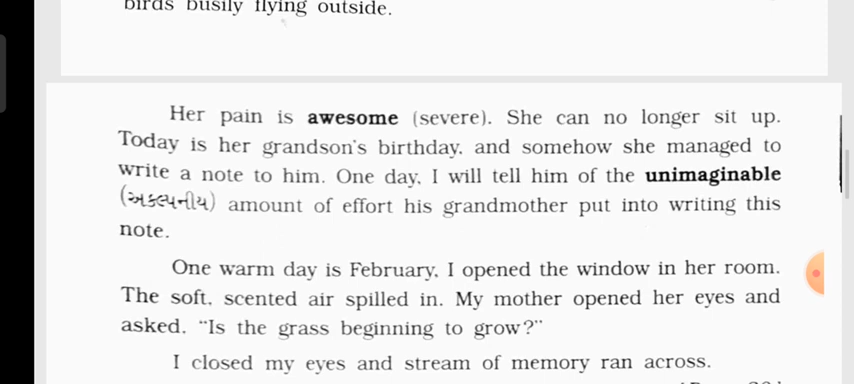 birds busily flying outside.
Her pain is awesome (severe). She can no longer sit up.
Today is her grandson's birthday, and somehow she managed to
write a note to him. One day, I will tell him of the unimaginable
(અકલ્પનીય) amount of effort his grandmother put into writing this
note.
One warm day is February, I opened the window in her room.
The soft, scented air spilled in. My mother opened her eyes and
asked. "Is the grass beginning to grow?"
I closed my eyes and stream of memory ran across.